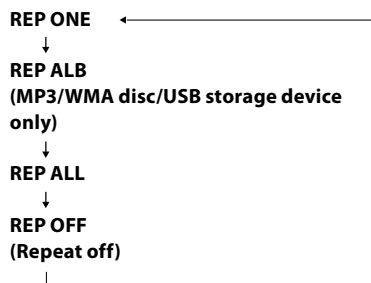 REP ONE
REP ALB
(MP3/WMA disc/USB storage device
only)
REP ALL
REP OFF
(Repeat off)